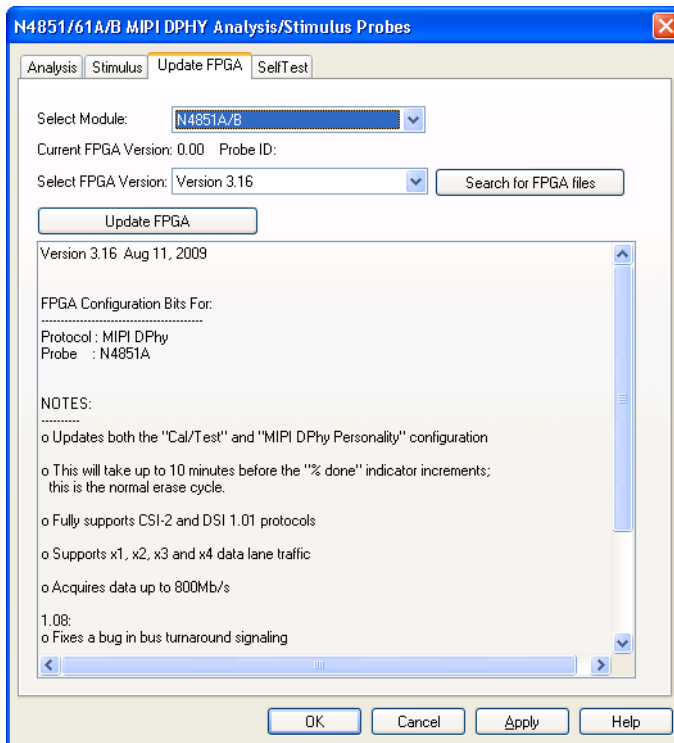 N4851/61A/B MIPI DPHY Analysis/Stimulus Probes
Analysis Stimulus Update FPGA SelfTest
Select Module: N4851A/B
Current FPGA Version: 0.00 Probe ID:
Select FPGA Version: Version 3.16 Search for FPGA files
Update FPGA
Version 3.16 Aug 11, 2009
FPGA Configuration Bits For:
------------------------------------------
Protocol : MIPI DPhy
Probe : N4851A
NOTES:
----------
o Updates both the "Cal/Test" and "MIPI DPhy Personality" configuration
o This will take up to 10 minutes before the "% done" indicator increments;
this is the normal erase cycle.
o Fully supports CSI-2 and DSI 1.01 protocols
o Supports x1, x2, x3 and x4 data lane traffic
o Acquires data up to 800Mb/s
1.08:
o Fixes a bug in bus turnaround signaling
OK Cancel Apply Help